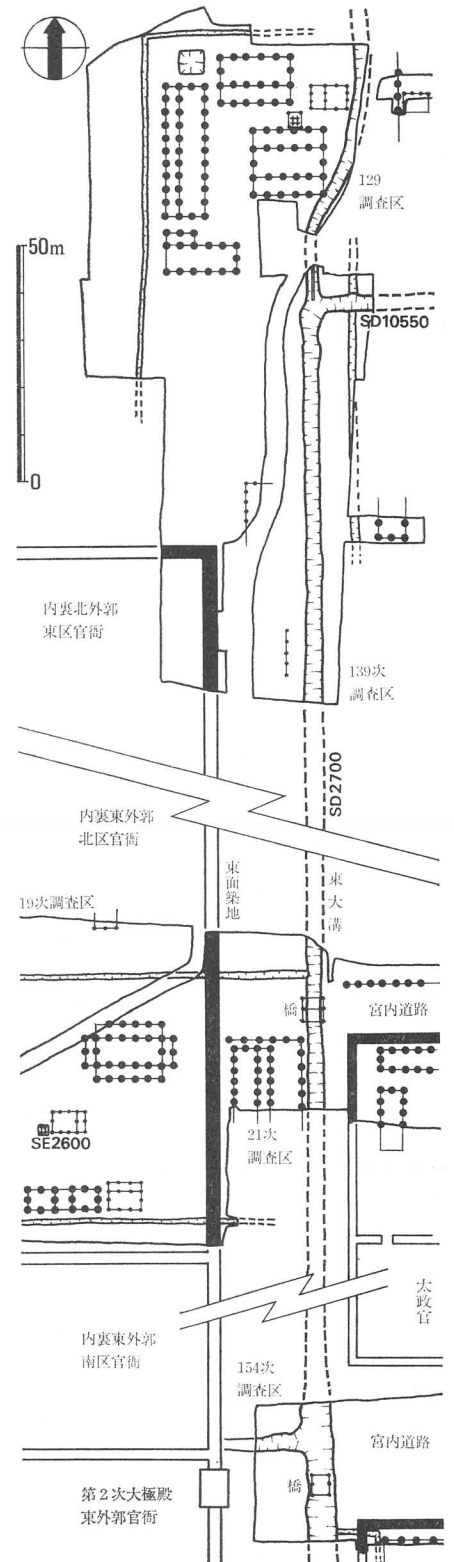 129
調査区
50m
SD10550
0
内裏北外郭
東区官衙
139次
調査区
SD2700
内裏東外郭
北区官衙
東面築地
東大溝
19次調査区
橋
宮内道路
SE2600
21次
調査区
太政官
内裏東外郭
南区官衙
154次
調査区
宮内道路
橋
第2次大極殿
東外郭官衙